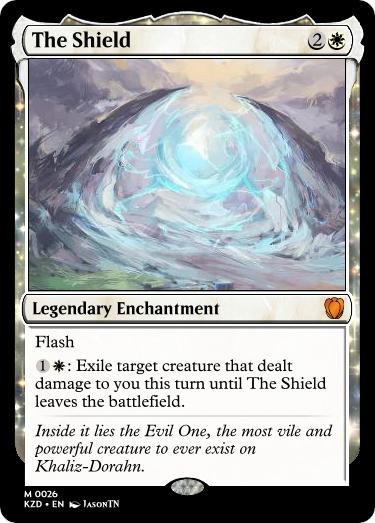 The Shield 2
Legendary Enchantment
Flash
1 : Exile target creature that dealt
damage to you this turn until The Shield
leaves the battlefield.
Inside it lies the Evil One, the most vile and
powerful creature to ever exist on
Khaliz-Dorahn.
M 0026
KZD • EN JASONTN